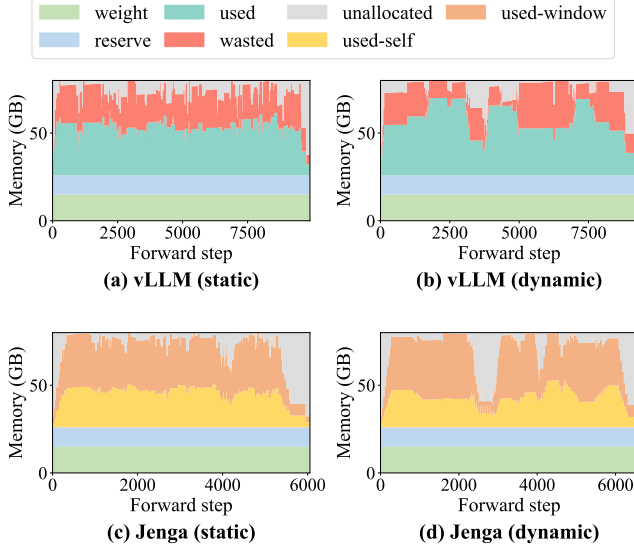 weight used unallocated used-window
reserve wasted used-self
Memory (GB)
50
0
0 2500 5000 7500
Forward step
(a) vLLM (static)
Memory (GB)
50
0
0 2500 5000 7500
Forward step
(b) vLLM (dynamic)
Memory (GB)
50
0
0 2000 4000 6000
Forward step
(c) Jenga (static)
Memory (GB)
50
0
0 2000 4000 6000
Forward step
(d) Jenga (dynamic)